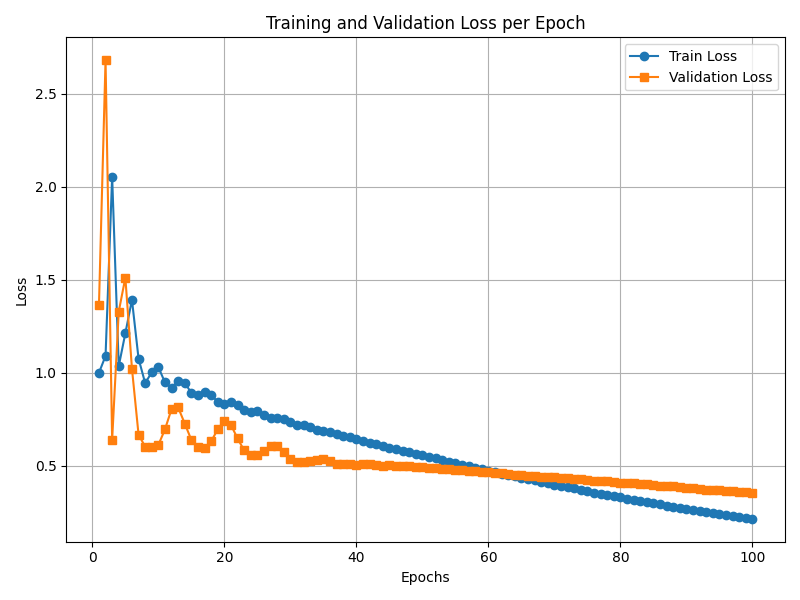 Training and Validation Loss per Epoch
Train Loss
Validation Loss
2.5
2.0
1.5
1.0
0.5
Loss
0 20 40 60 80 100
Epochs